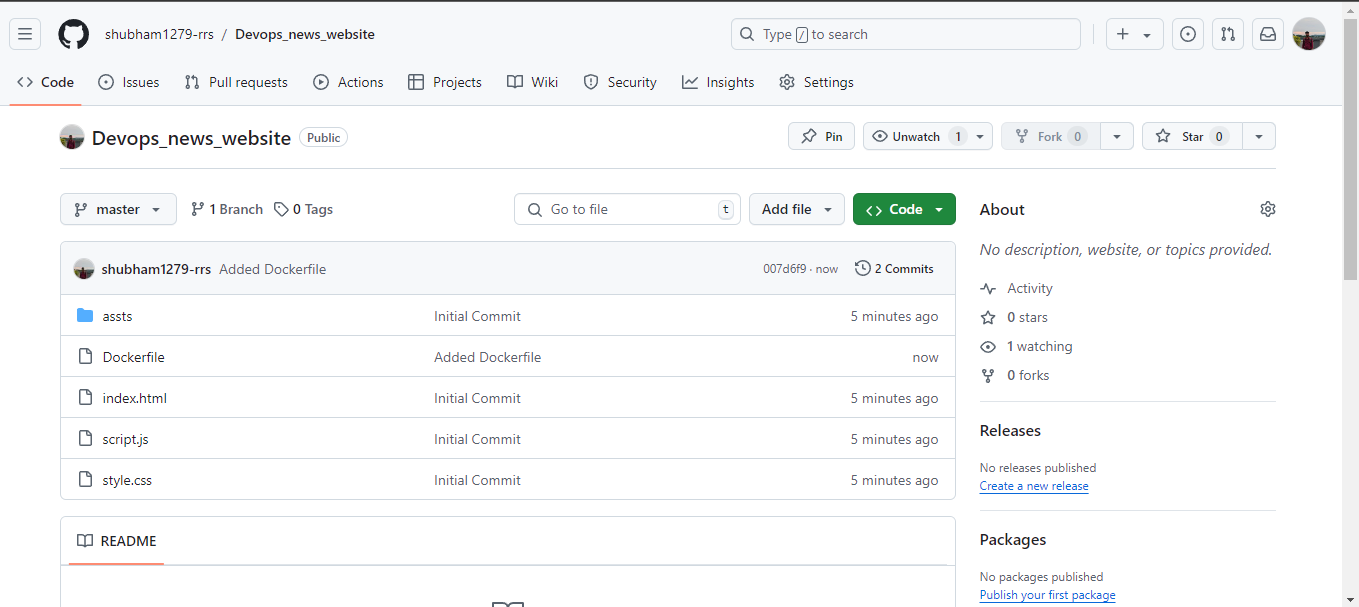 shubham1279-rrs / Devops_news_website
Type / to search
Code Issues Pull requests Actions Projects Wiki Security Insights Settings
Devops_news_website Public
Pin Unwatch 1 Fork 0 Star 0
master 1 Branch 0 Tags Go to file t Add file Code
shubham1279-rrs Added Dockerfile 007d6f9 · now 2 Commits
assts Initial Commit 5 minutes ago
Dockerfile Added Dockerfile now
index.html Initial Commit 5 minutes ago
script.js Initial Commit 5 minutes ago
style.css Initial Commit 5 minutes ago
README
About
No description, website, or topics provided.
Activity
0 stars
1 watching
0 forks
Releases
No releases published
Create a new release
Packages
No packages published
Publish your first package